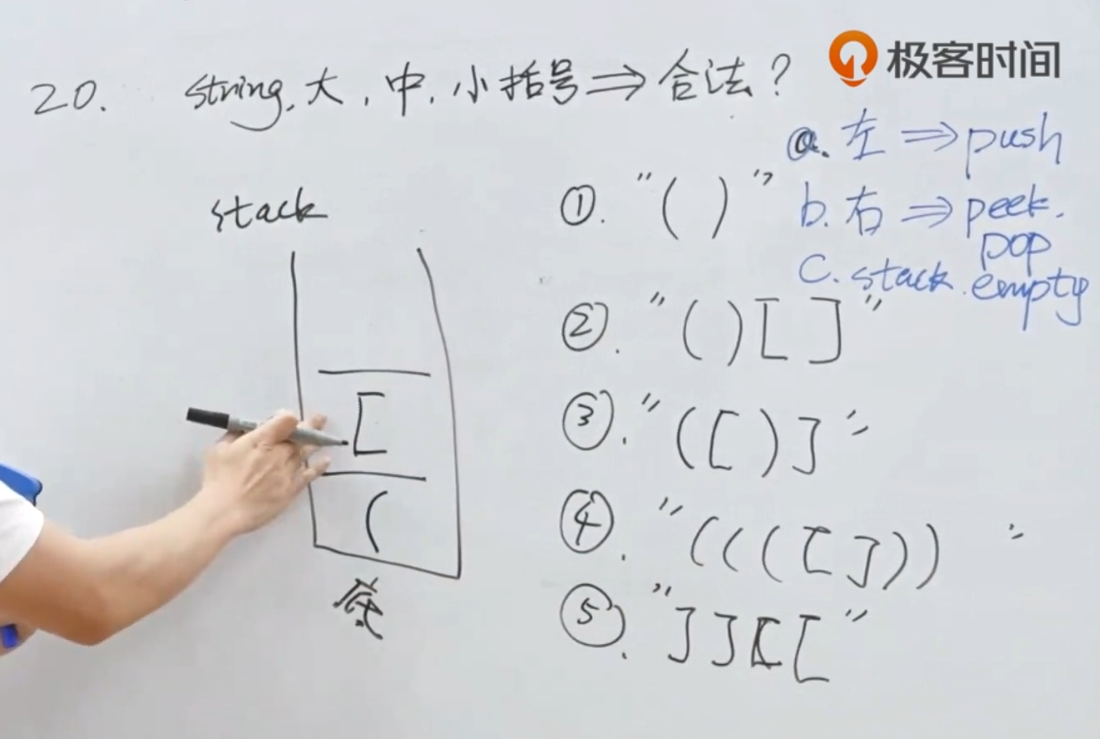 极客时间
20. string. 大, 中, 小括号 ⇒ 合法?
a. 左 ⇒ push
b. 右 ⇒ peek.
pop
c. stack.empty
stack
[
(
底
①. "( )"
②. "( ) [ ]"
③. "( [ ) ]"
④. "( ( ( [ ] ) ) "
⑤. "] ] [ [ "